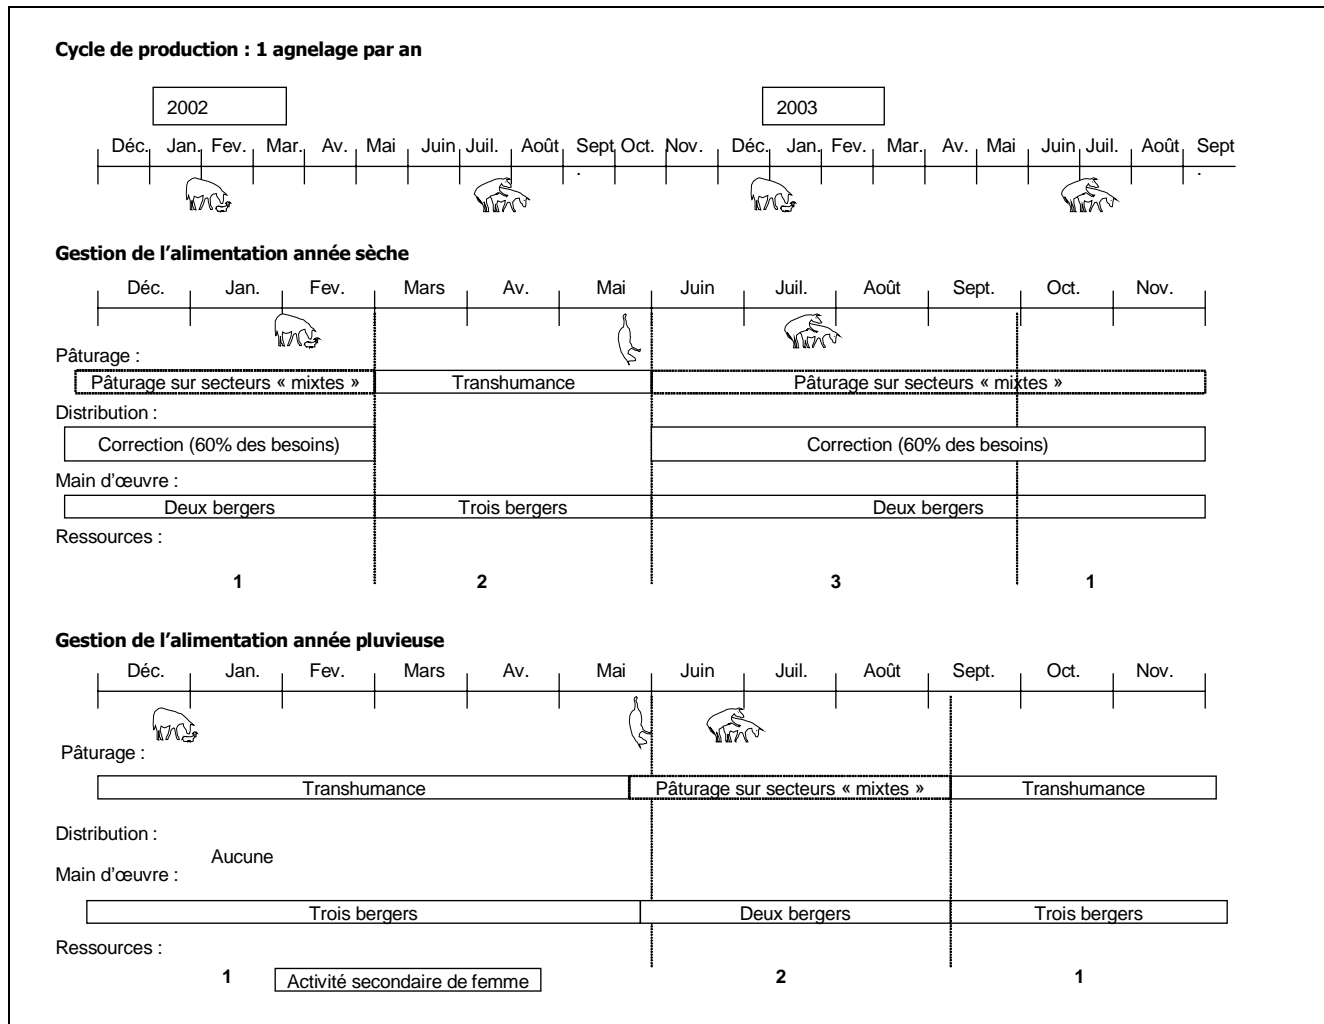 Cycle de production : 1 agnelage par an
2002 2003
Déc. Jan. Fev. Mar. Av. Mai Juin Juil. Août Sept. Oct. Nov. Déc. Jan. Fev. Mar. Av. Mai Juin Juil. Août Sept.
Gestion de l'alimentation année sèche
Déc. Jan. Fev. Mars Av. Mai Juin Juil. Août Sept. Oct. Nov.
Pâturage :
Pâturage sur secteurs « mixtes » Transhumance Pâturage sur secteurs « mixtes »
Distribution :
Correction (60% des besoins) Correction (60% des besoins)
Main d'œuvre :
Deux bergers Trois bergers Deux bergers
Ressources :
1 2 3 1
Gestion de l'alimentation année pluvieuse
Déc. Jan. Fev. Mars Av. Mai Juin Juil. Août Sept. Oct. Nov.
Pâturage :
Transhumance Pâturage sur secteurs « mixtes » Transhumance
Distribution :
Aucune
Main d'œuvre :
Trois bergers Deux bergers Trois bergers
Ressources :
1 Activité secondaire de femme 2 1